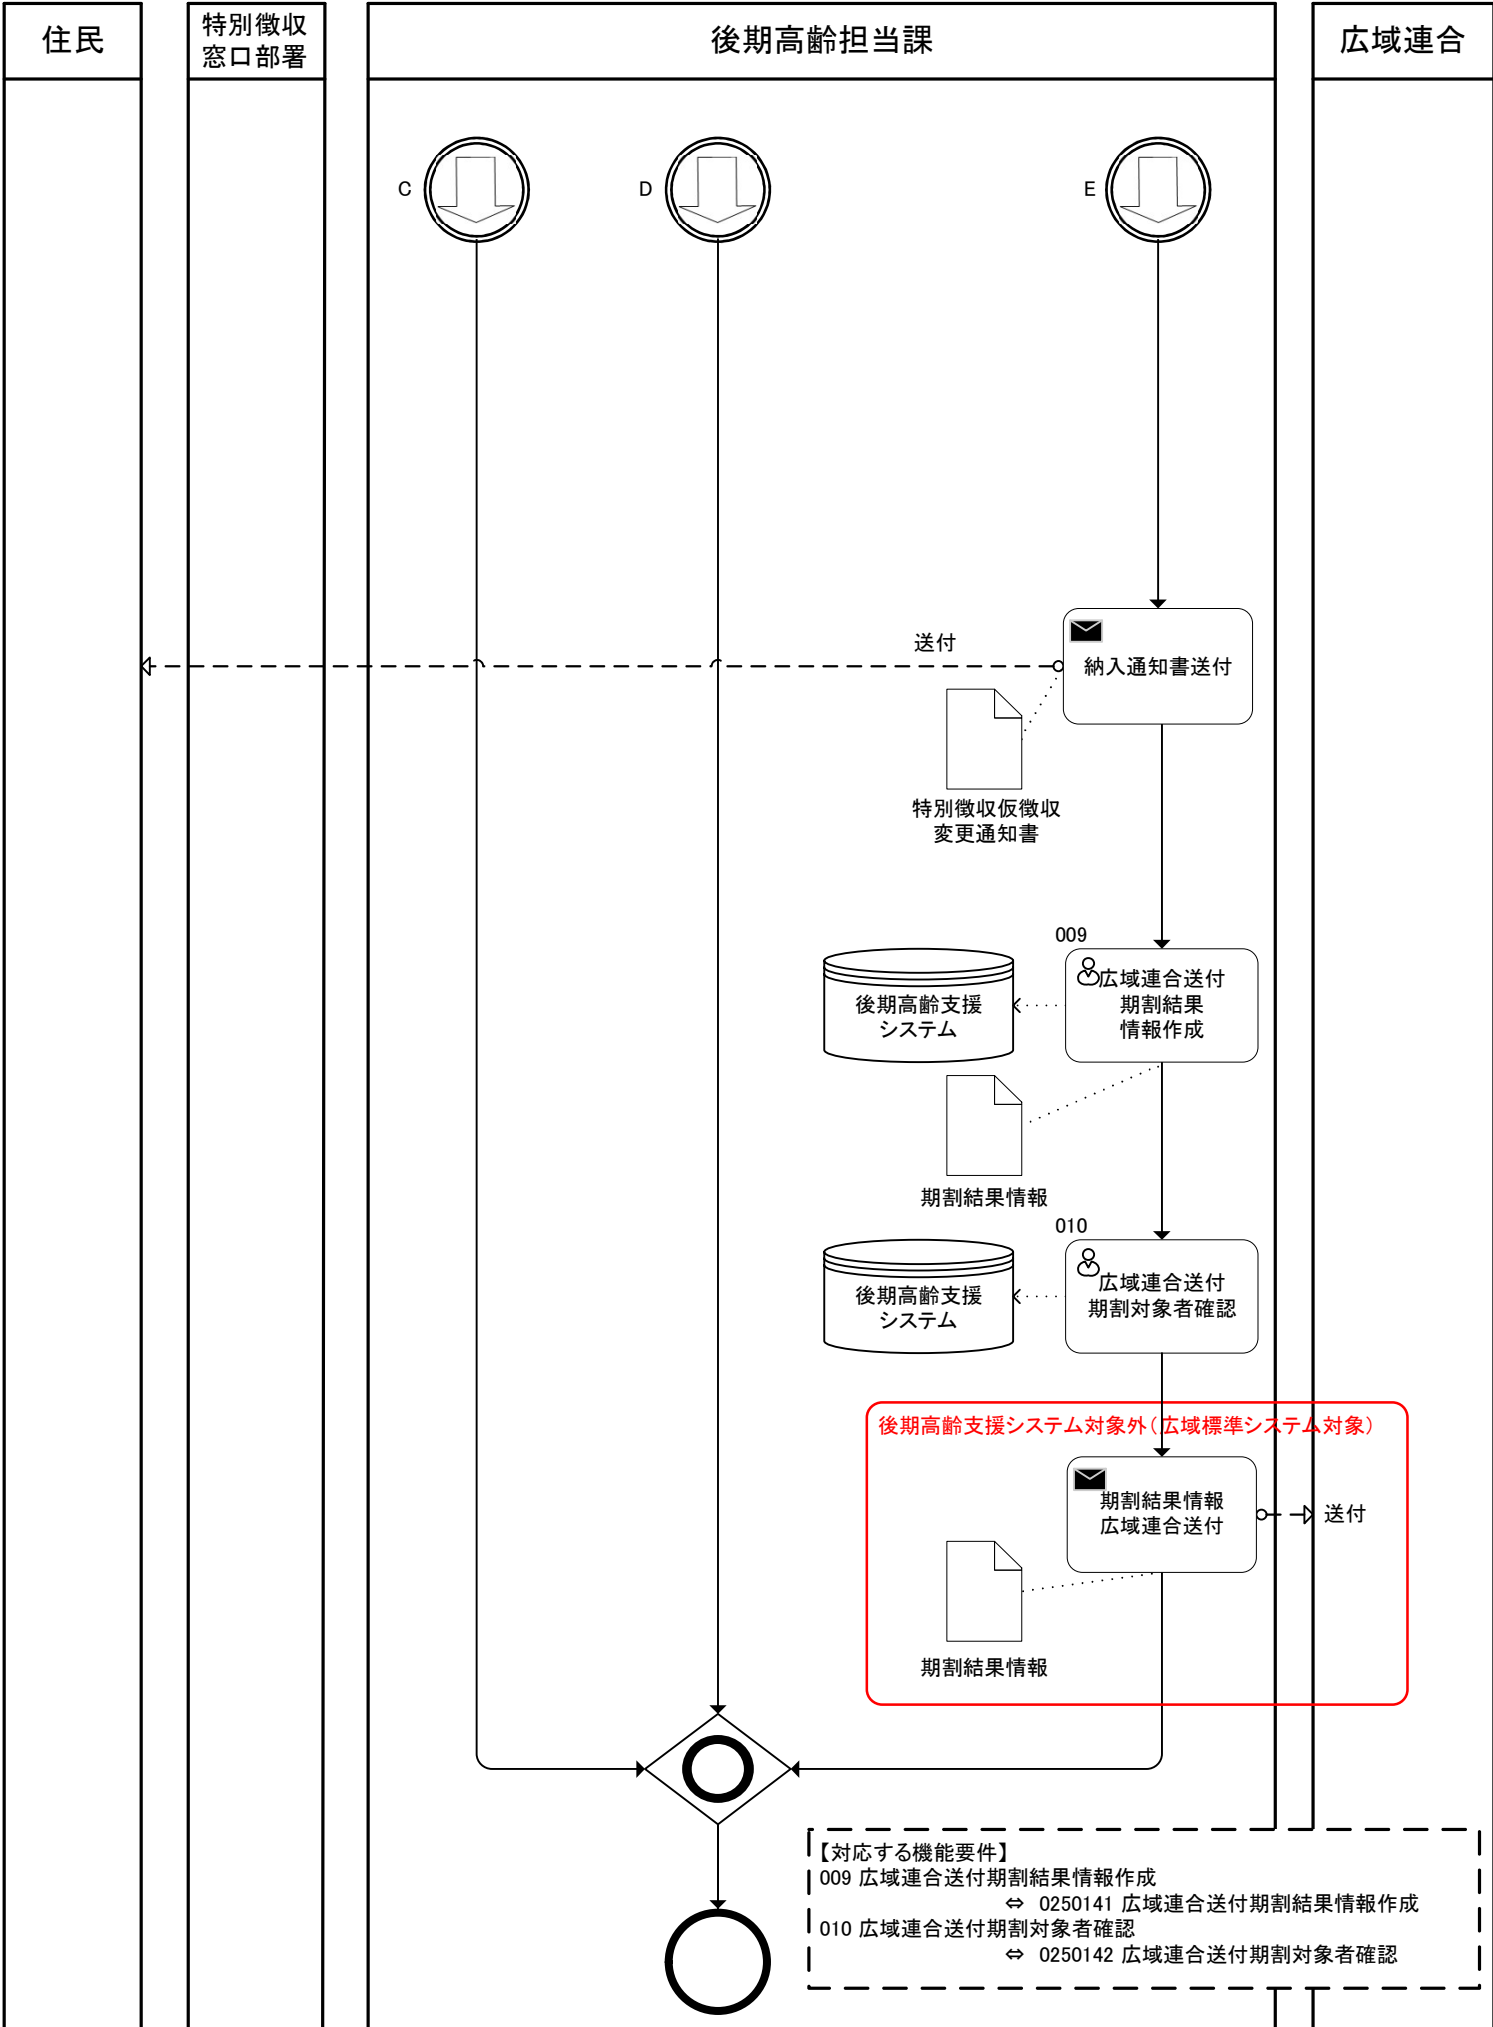 住民
特別徴収
窓口部署
後期高齢担当課
広域連合
C
D
E
送付
納入通知書送付
特別徴収仮徴収
変更通知書
009
後期高齢支援
システム
広域連合送付
期割結果
情報作成
期割結果情報
010
後期高齢支援
システム
広域連合送付
期割対象者確認
後期高齢支援システム対象外（広域標準システム対象）
期割結果情報
広域連合送付
送付
期割結果情報
【対応する機能要件】
009 広域連合送付期割結果情報作成
⇔ 0250141 広域連合送付期割結果情報作成
010 広域連合送付期割対象者確認
⇔ 0250142 広域連合送付期割対象者確認